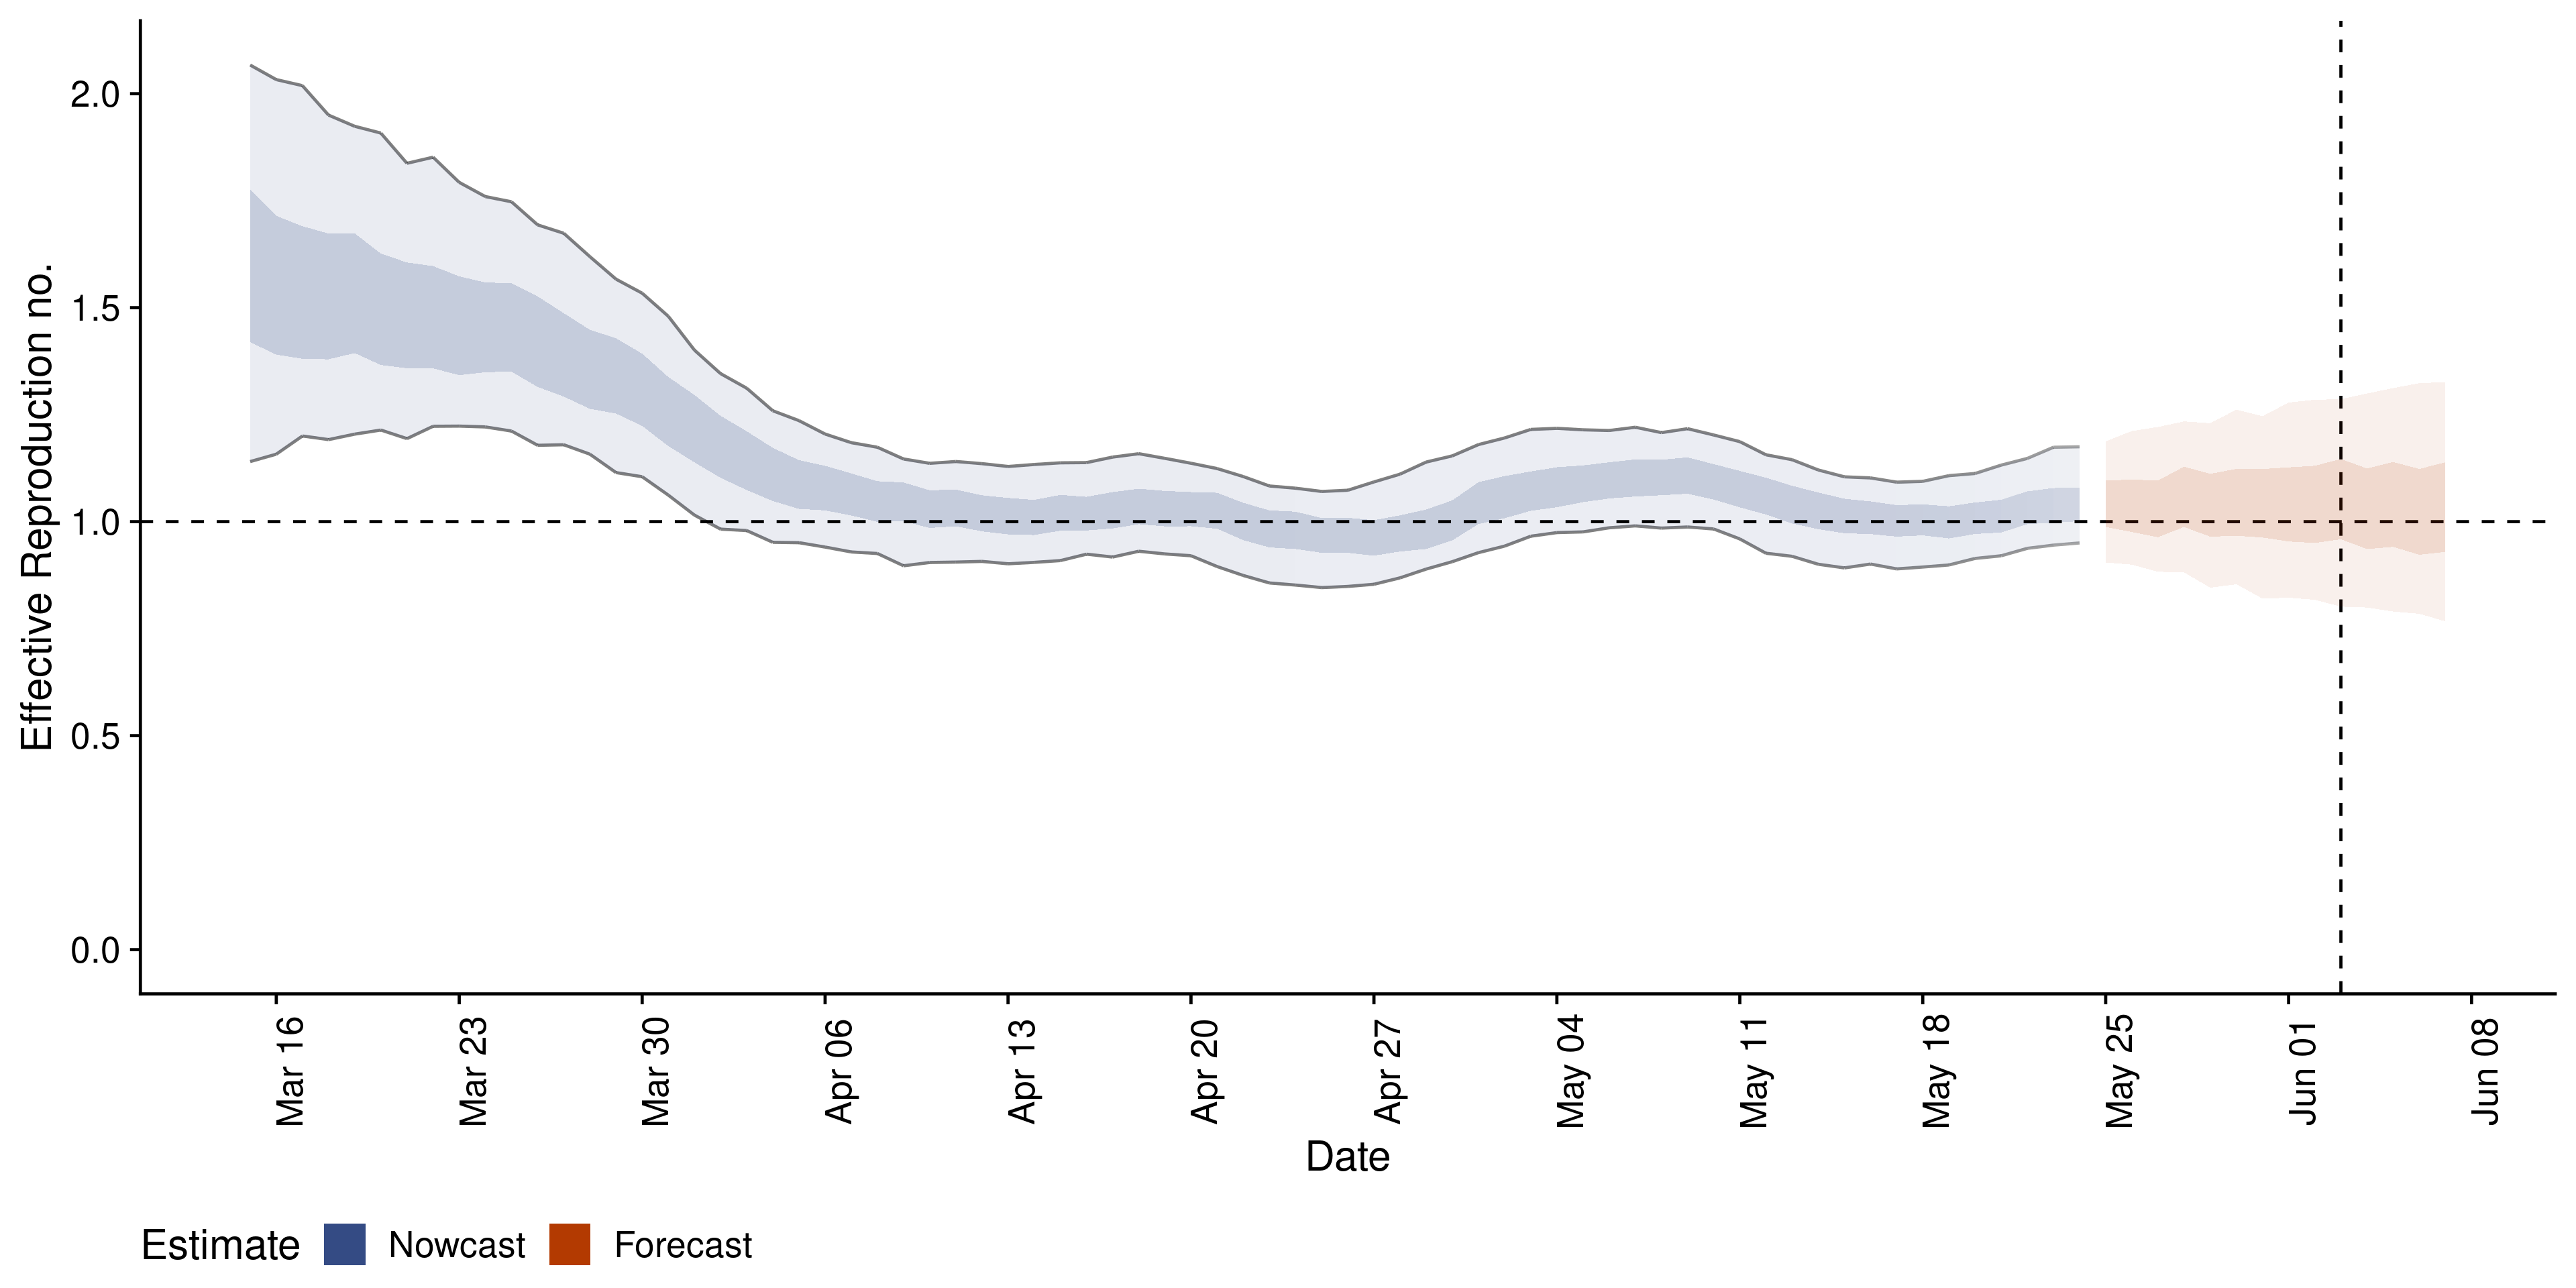 Effective Reproduction no.
2.0
1.5
1.0
0.5
0.0
Mar 16
Mar 23
Mar 30
Apr 06
Apr 13
Apr 20
Apr 27
May 04
May 11
May 18
May 25
Jun 01
Jun 08
Date
Estimate Nowcast Forecast